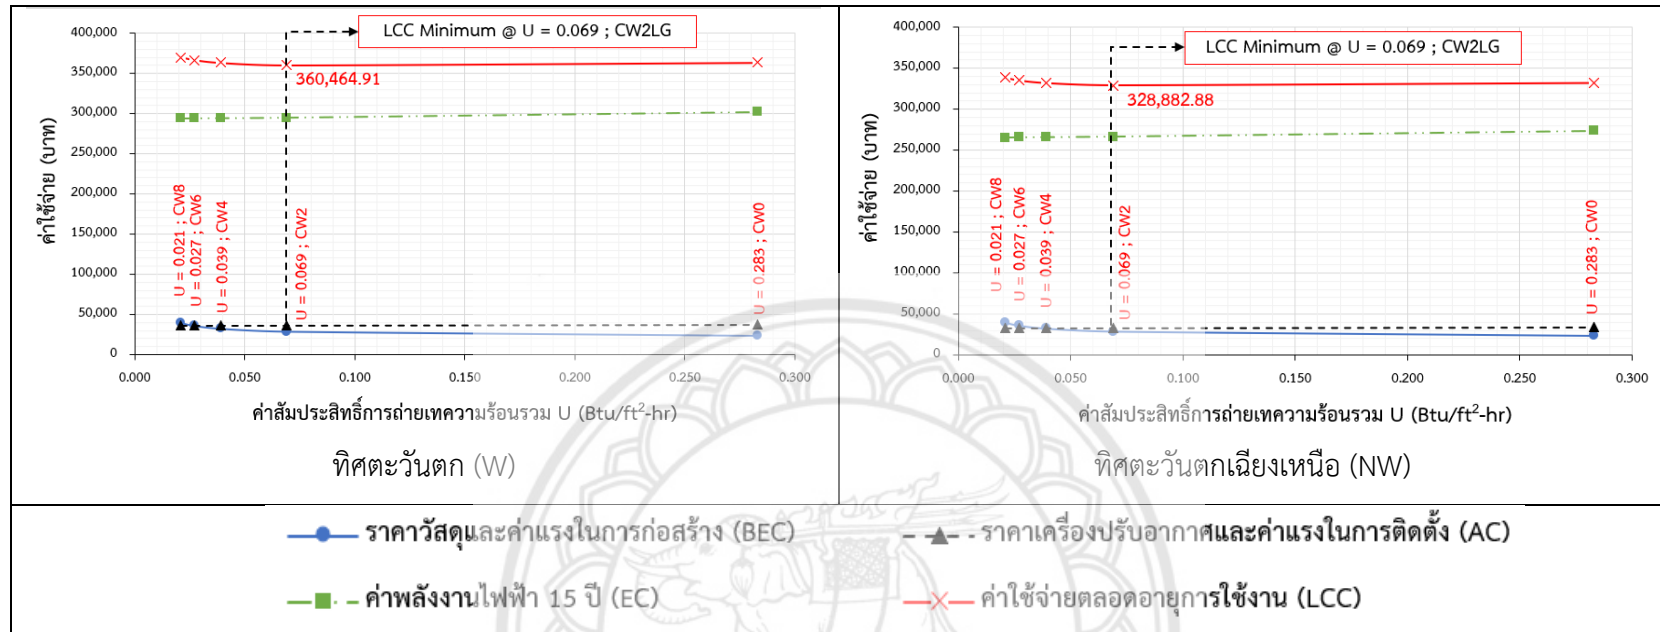 LCC Minimum @ U = 0.069 ; CW2LG
400,000
350,000
300,000
250,000
200,000
150,000
100,000
50,000
0
ค่าใช้จ่าย (บาท)
360,464.91
U = 0.021 ; CW8
U = 0.027 ; CW6
U = 0.039 ; CW4
U = 0.069 ; CW2
U = 0.283 ; CW0
0.000 0.050 0.100 0.150 0.200 0.250 0.300
ค่าสัมประสิทธิ์การถ่ายเทความร้อนรวม U (Btu/ft²-hr)
ทิศตะวันตก (W)
LCC Minimum @ U = 0.069 ; CW2LG
400,000
350,000
300,000
250,000
200,000
150,000
100,000
50,000
0
ค่าใช้จ่าย (บาท)
328,882.88
U = 0.021 ; CW8
U = 0.027 ; CW6
U = 0.039 ; CW4
U = 0.069 ; CW2
U = 0.283 ; CW0
0.000 0.050 0.100 0.150 0.200 0.250 0.300
ค่าสัมประสิทธิ์การถ่ายเทความร้อนรวม U (Btu/ft²-hr)
ทิศตะวันตกเฉียงเหนือ (NW)
ราคาวัสดุและค่าแรงในการก่อสร้าง (BEC)
ราคาเครื่องปรับอากาศและค่าแรงในการติดตั้ง (AC)
ค่าพลังงานไฟฟ้า 15 ปี (EC)
ค่าใช้จ่ายตลอดอายุการใช้งาน (LCC)